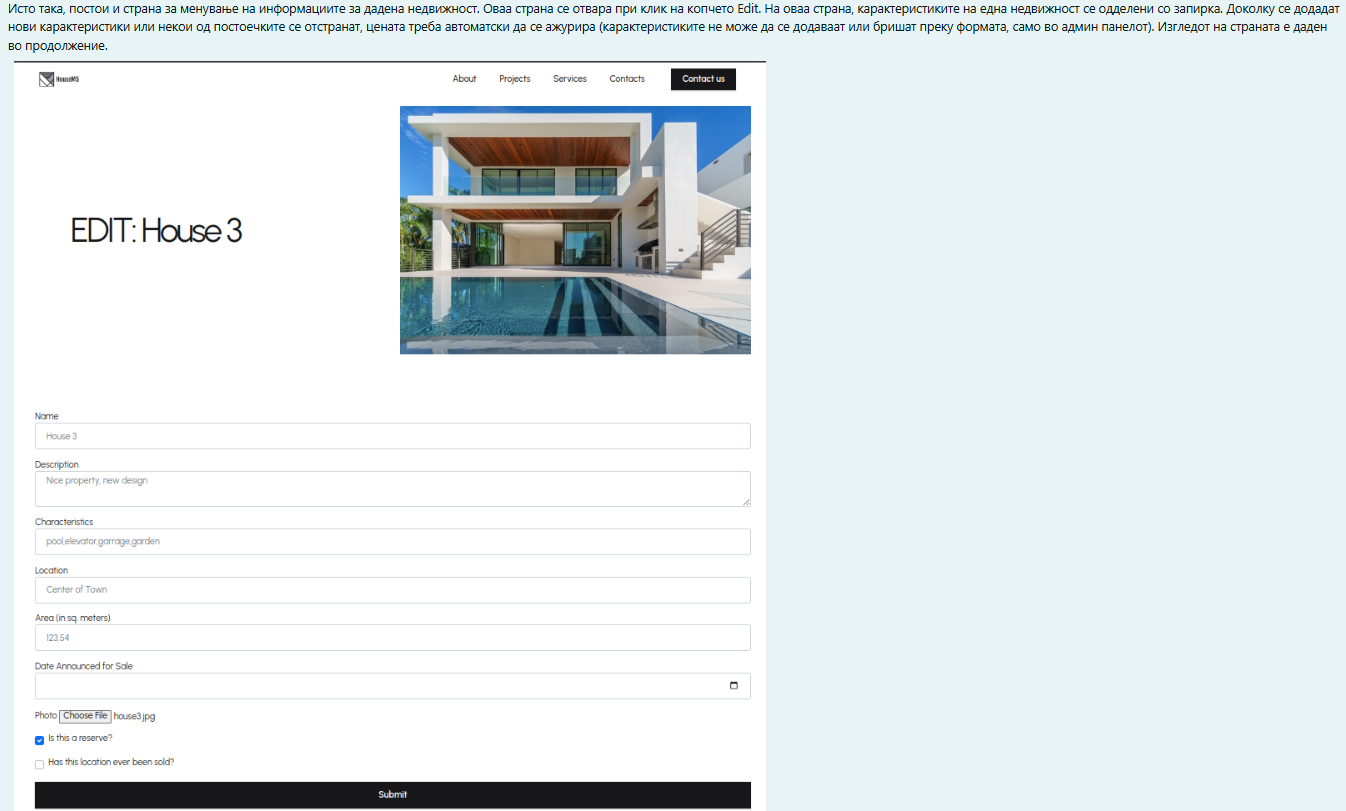 Исто така, постои и страна за менување на информациите за дадена недвижност. Оваа страна се отвара при клик на копчето Edit. На оваа страна, карактеристиките на една недвижност се одделени со запирка. Доколку се додадат
нови карактеристики или некои од постоечките се отстранат, цената треба автоматски да се ажурира (карактеристиките не може да се додаваат или бришат преку формата, само во админ панелот). Изгледот на страната е даден
во продолжение.
HouseMS
About Projects Services Contacts Contact us
EDIT: House 3
Name
House 3
Description
Nice property, new design
Characteristics
pool,elevator,garrage,garden
Location
Center of Town
Area (in sq. meters)
123.54
Date Announced for Sale
Photo Choose File house3.jpg
Is this a reserve?
Has this location ever been sold?
Submit